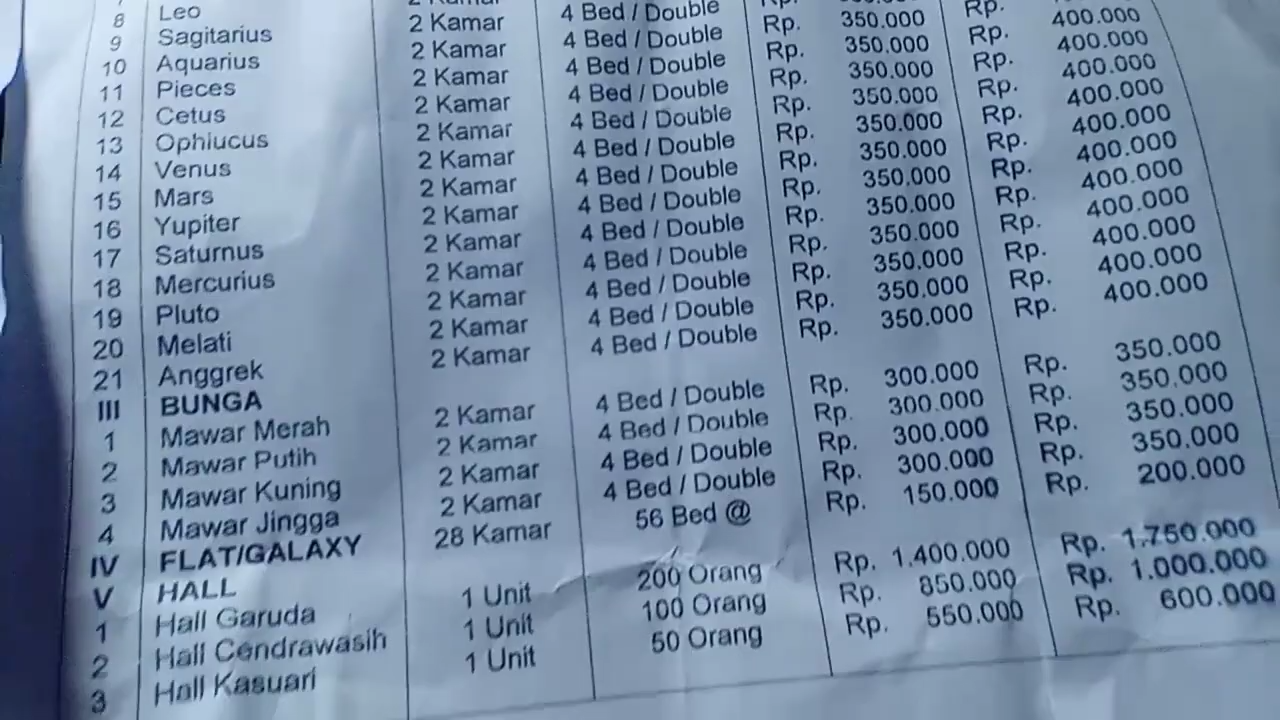 8 Leo 2 Kamar
9 Sagitarius 2 Kamar 4 Bed / Double
10 Aquarius 2 Kamar 4 Bed / Double Rp. 350.000 Rp.
11 Pieces 2 Kamar 4 Bed / Double Rp. 350.000 Rp. 400.000
12 Cetus 2 Kamar 4 Bed / Double Rp. 350.000 Rp. 400.000
13 Ophiucus 2 Kamar 4 Bed / Double Rp. 350.000 Rp. 400.000
14 Venus 2 Kamar 4 Bed / Double Rp. 350.000 Rp. 400.000
15 Mars 2 Kamar 4 Bed / Double Rp. 350.000 Rp. 400.000
16 Yupiter 2 Kamar 4 Bed / Double Rp. 350.000 Rp. 400.000
17 Saturnus 2 Kamar 4 Bed / Double Rp. 350.000 Rp. 400.000
18 Mercurius 2 Kamar 4 Bed / Double Rp. 350.000 Rp. 400.000
19 Pluto 2 Kamar 4 Bed / Double Rp. 350.000 Rp. 400.000
20 Melati 2 Kamar 4 Bed / Double Rp. 350.000 Rp. 400.000
21 Anggrek 2 Kamar 4 Bed / Double Rp. 350.000 Rp. 400.000
III BUNGA
1 Mawar Merah 2 Kamar 4 Bed / Double Rp. 300.000 Rp. 350.000
2 Mawar Putih 2 Kamar 4 Bed / Double Rp. 300.000 Rp. 350.000
3 Mawar Kuning 2 Kamar 4 Bed / Double Rp. 300.000 Rp. 350.000
4 Mawar Jingga 2 Kamar 4 Bed / Double Rp. 300.000 Rp. 350.000
IV FLAT/GALAXY 28 Kamar 56 Bed @ Rp. 150.000 Rp. 200.000
V HALL
1 Hall Garuda 1 Unit 200 Orang Rp. 1.400.000 Rp. 1.750.000
2 Hall Cendrawasih 1 Unit 100 Orang Rp. 850.000 Rp. 1.000.000
3 Hall Kasuari 1 Unit 50 Orang Rp. 550.000 Rp. 600.000